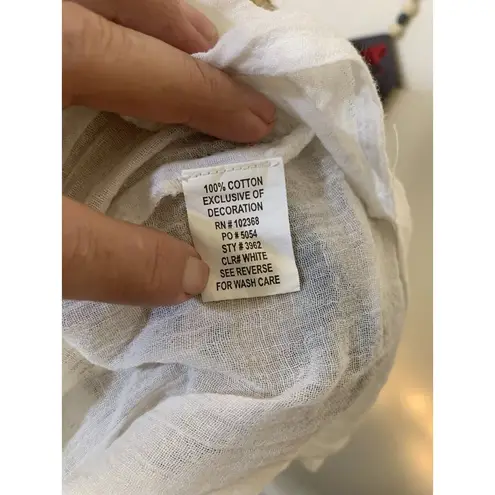 100% COTTON
EXCLUSIVE OF
DECORATION
RN # 102368
PO # 5054
STY # 3962
CLR# WHITE
SEE REVERSE
FOR WASH CARE